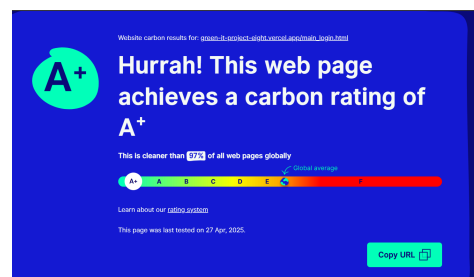 Website carbon results for: green-it-project-eight.vercel.app/main_login.html
A+
Hurrah! This web page
achieves a carbon rating of
A+
This is cleaner than 97% of all web pages globally
Global average
A+ A B C D E F
Learn about our rating system
This page was last tested on 27 Apr, 2025.
Copy URL